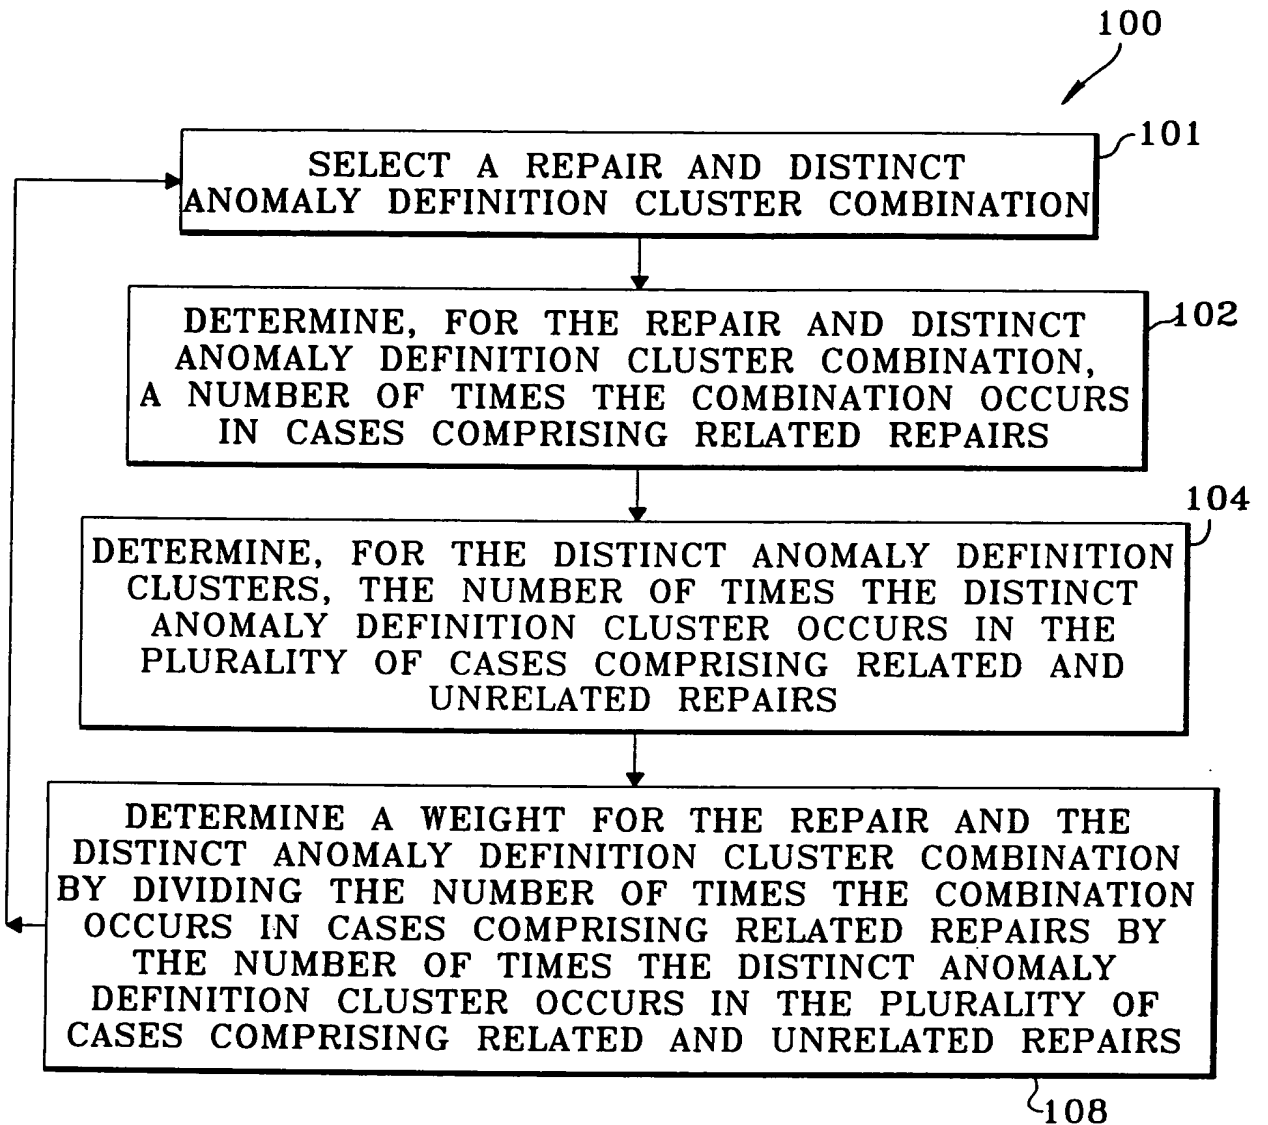 100
101
SELECT A REPAIR AND DISTINCT
ANOMALY DEFINITION CLUSTER COMBINATION
102
DETERMINE, FOR THE REPAIR AND DISTINCT
ANOMALY DEFINITION CLUSTER COMBINATION,
A NUMBER OF TIMES THE COMBINATION OCCURS
IN CASES COMPRISING RELATED REPAIRS
104
DETERMINE, FOR THE DISTINCT ANOMALY DEFINITION
CLUSTERS, THE NUMBER OF TIMES THE DISTINCT
ANOMALY DEFINITION CLUSTER OCCURS IN THE
PLURALITY OF CASES COMPRISING RELATED AND
UNRELATED REPAIRS
DETERMINE A WEIGHT FOR THE REPAIR AND THE
DISTINCT ANOMALY DEFINITION CLUSTER COMBINATION
BY DIVIDING THE NUMBER OF TIMES THE COMBINATION
OCCURS IN CASES COMPRISING RELATED REPAIRS BY
THE NUMBER OF TIMES THE DISTINCT ANOMALY
DEFINITION CLUSTER OCCURS IN THE PLURALITY OF
CASES COMPRISING RELATED AND UNRELATED REPAIRS
108